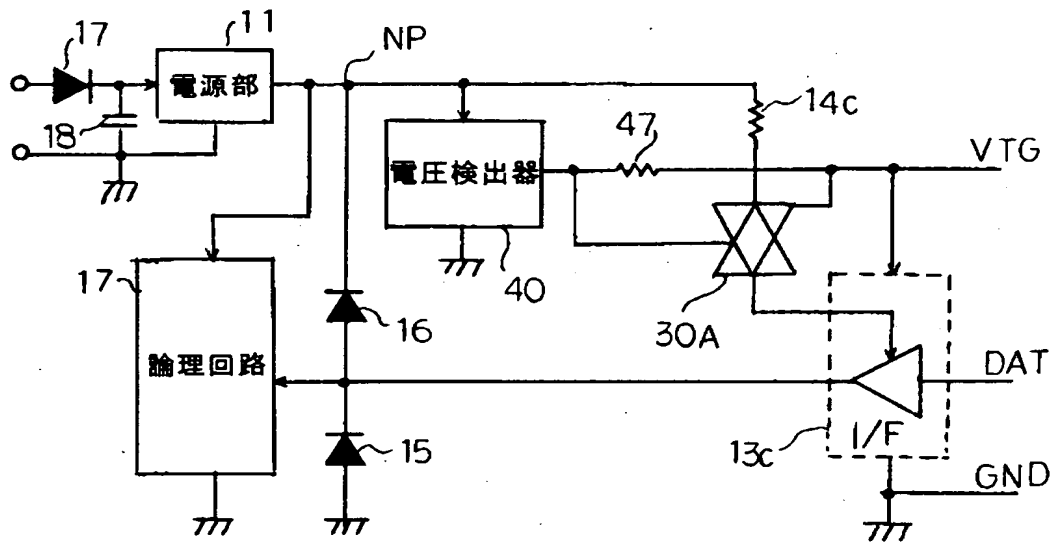 17
11
NP
電源部
18
14c
47
VTG
電圧検出器
40
30A
17
16
論理回路
DAT
I/F
13c
15
GND